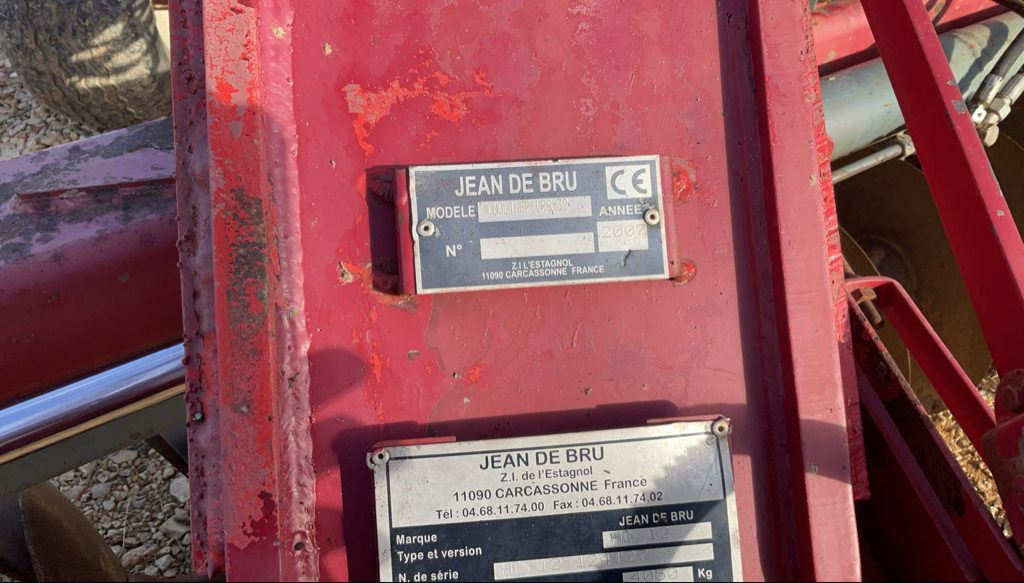 JEAN DE BRU
CE
MODELE
ANNEE
2007
N°
Z.I L'ESTAGNOL
11090 CARCASSONNE FRANCE
JEAN DE BRU
Z.I. de l'Estagnol
11090 CARCASSONNE France
Tél : 04.68.11.74.00 Fax : 04.68.11.74.02
Marque JEAN DE BRU
Type et version
N. de série
Kg